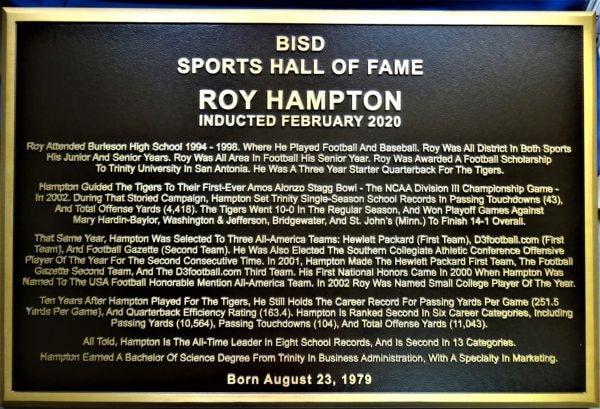 BISD
SPORTS HALL OF FAME
ROY HAMPTON
INDUCTED FEBRUARY 2020
Roy Attended Burleson High School 1994 - 1998. Where He Played Football And Baseball. Roy Was All District In Both Sports
His Junior And Senior Years. Roy Was All Area In Football His Senior Year. Roy Was Awarded A Football Scholarship
To Trinity University In San Antonia. He Was A Three Year Starter Quarterback For The Tigers.
Hampton Guided The Tigers To Their First-Ever Amos Alonzo Stagg Bowl - The NCAA Division III Championship Game -
In 2002. During That Storied Campaign, Hampton Set Trinity Single-Season School Records In Passing Touchdowns (43),
And Total Offense Yards (4,418). The Tigers Went 10-0 In The Regular Season, And Won Playoff Games Against
Mary Hardin-Baylor, Washington & Jefferson, Bridgewater, And St. John's (Minn.) To Finish 14-1 Overall.
That Same Year, Hampton Was Selected To Three All-America Teams: Hewlett Packard (First Team), D3football.com (First
Team), And Football Gazette (Second Team). He Was Also Elected The Southern Collegiate Athletic Conference Offensive
Player Of The Year For The Second Consecutive Time. In 2001, Hampton Made The Hewlett Packard First Team, The Football
Gazette Second Team, And The D3football.com Third Team. His First National Honors Came In 2000 When Hampton Was
Named To The USA Football Honorable Mention All-America Team. In 2002 Roy Was Named Small College Player Of The Year.
Ten Years After Hampton Played For The Tigers, He Still Holds The Career Record For Passing Yards Per Game (251.5
Yards Per Game), And Quarterback Efficiency Rating (163.4). Hampton Is Ranked Second In Six Career Categories, Including
Passing Yards (10,564), Passing Touchdowns (104), And Total Offense Yards (11,043).
All Told, Hampton Is The All-Time Leader In Eight School Records, And Is Second In 13 Categories.
Hampton Earned A Bachelor Of Science Degree From Trinity In Business Administration, With A Specialty In Marketing.
Born August 23, 1979